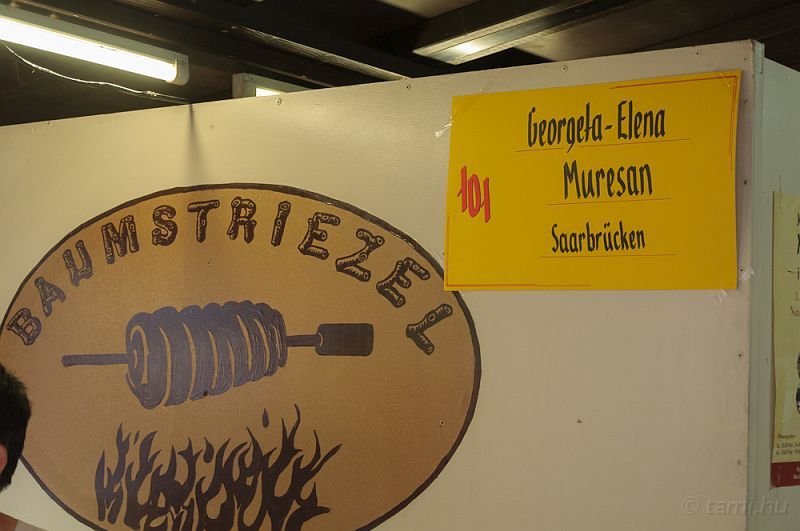 BAUMSTRIEZEL
Georgeta-Elena
Muresan
101
Saarbrücken
© tami.hu